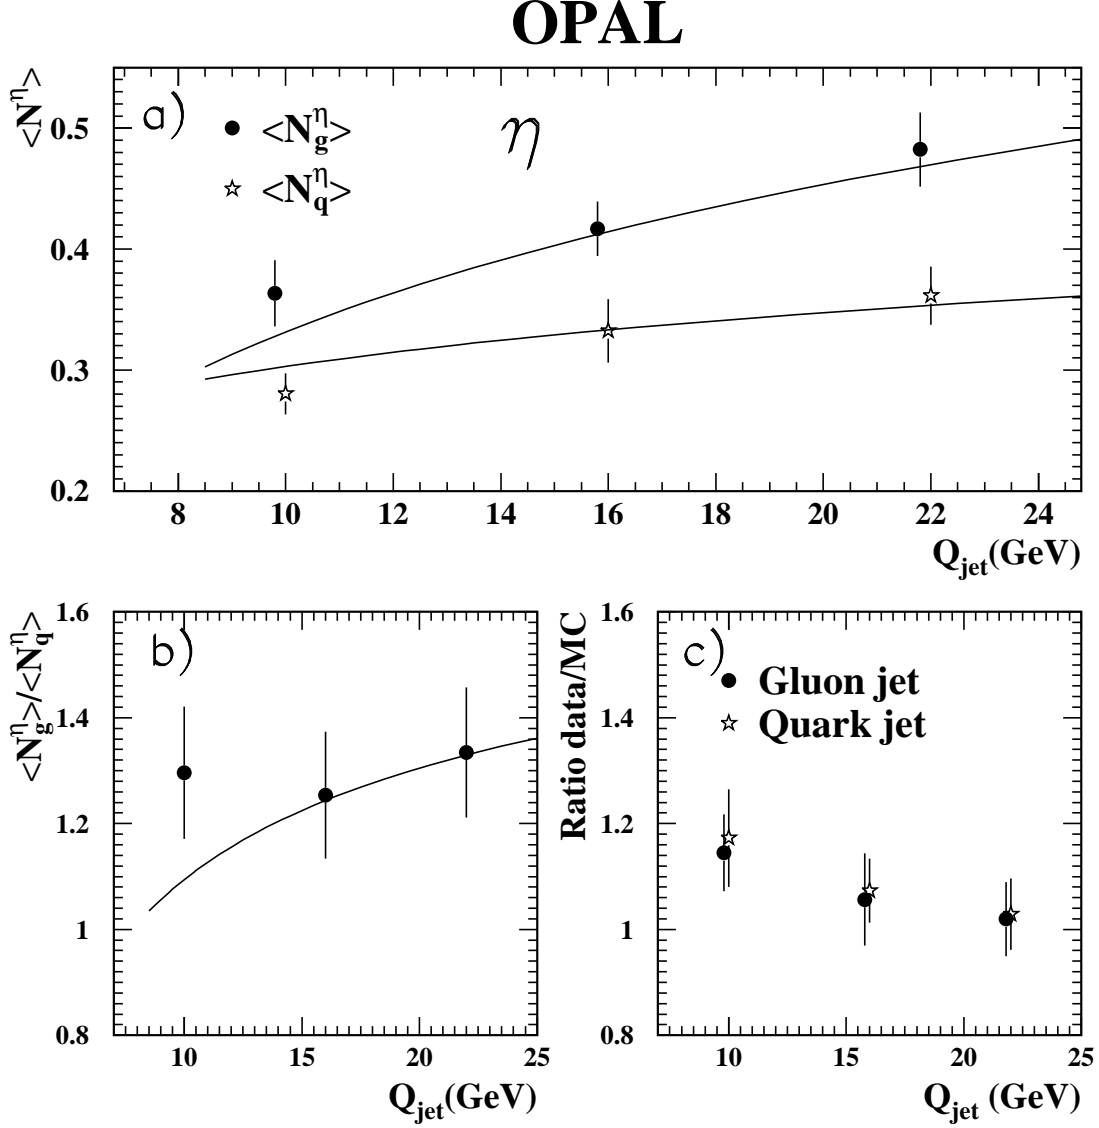 OPAL
<N^η>
a)
<N_g^η>
<N_q^η>
η
0.5
0.4
0.3
0.2
8 10 12 14 16 18 20 22 24
Q_jet(GeV)
<N_g^η>/<N_q^η>
b)
1.6
1.4
1.2
1
0.8
10 15 20 25
Q_jet(GeV)
Ratio data/MC
c)
Gluon jet
Quark jet
1.6
1.4
1.2
1
0.8
10 15 20 25
Q_jet (GeV)